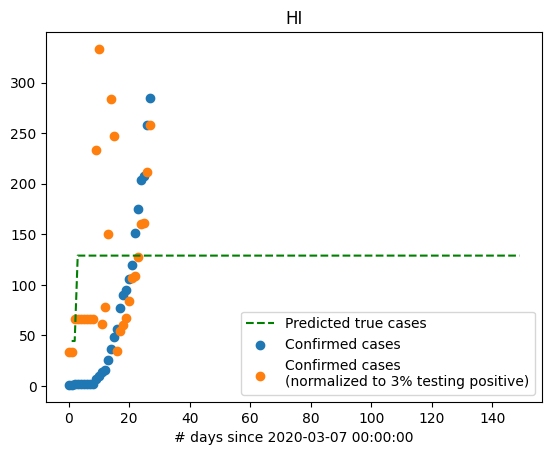 HI
300
250
200
150
100
50
0
Predicted true cases
Confirmed cases
Confirmed cases
(normalized to 3% testing positive)
0 20 40 60 80 100 120 140
# days since 2020-03-07 00:00:00